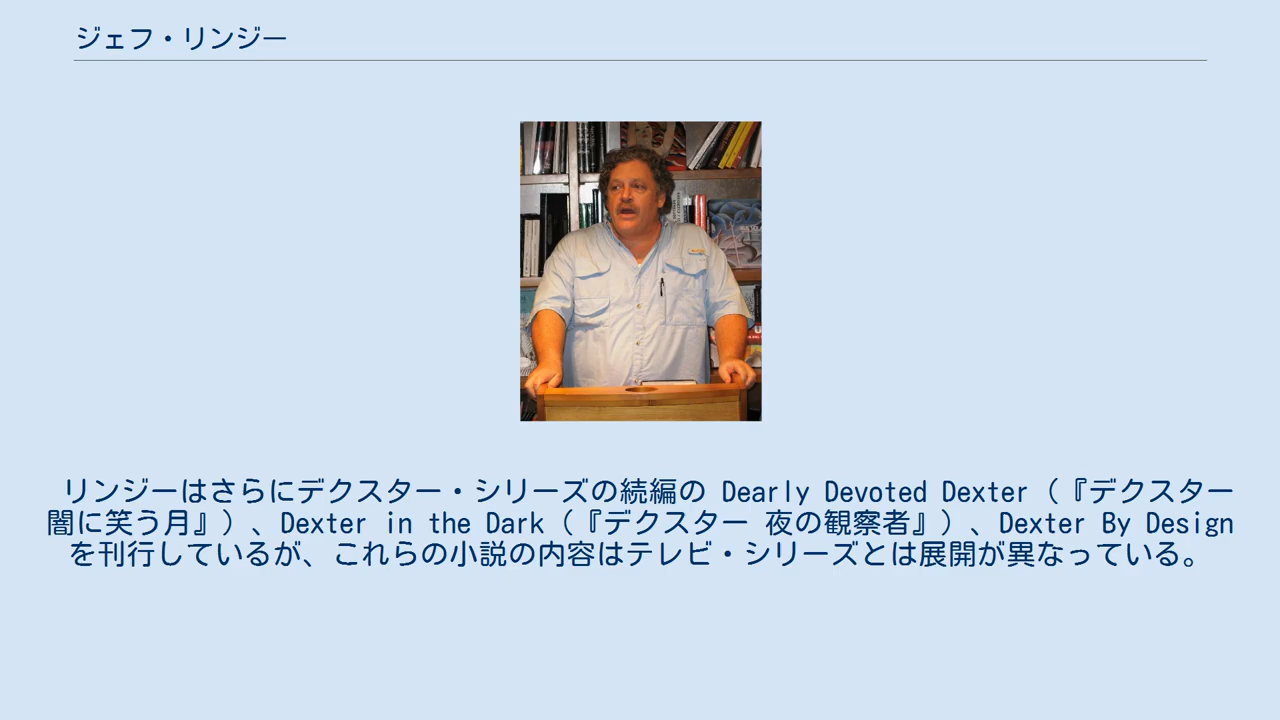 ジェフ・リンジー
リンジーはさらにデクスター・シリーズの続編の Dearly Devoted Dexter（『デクスター
闇に笑う月』）、Dexter in the Dark（『デクスター 夜の観察者』）、Dexter By Design
を刊行しているが、これらの小説の内容はテレビ・シリーズとは展開が異なっている。